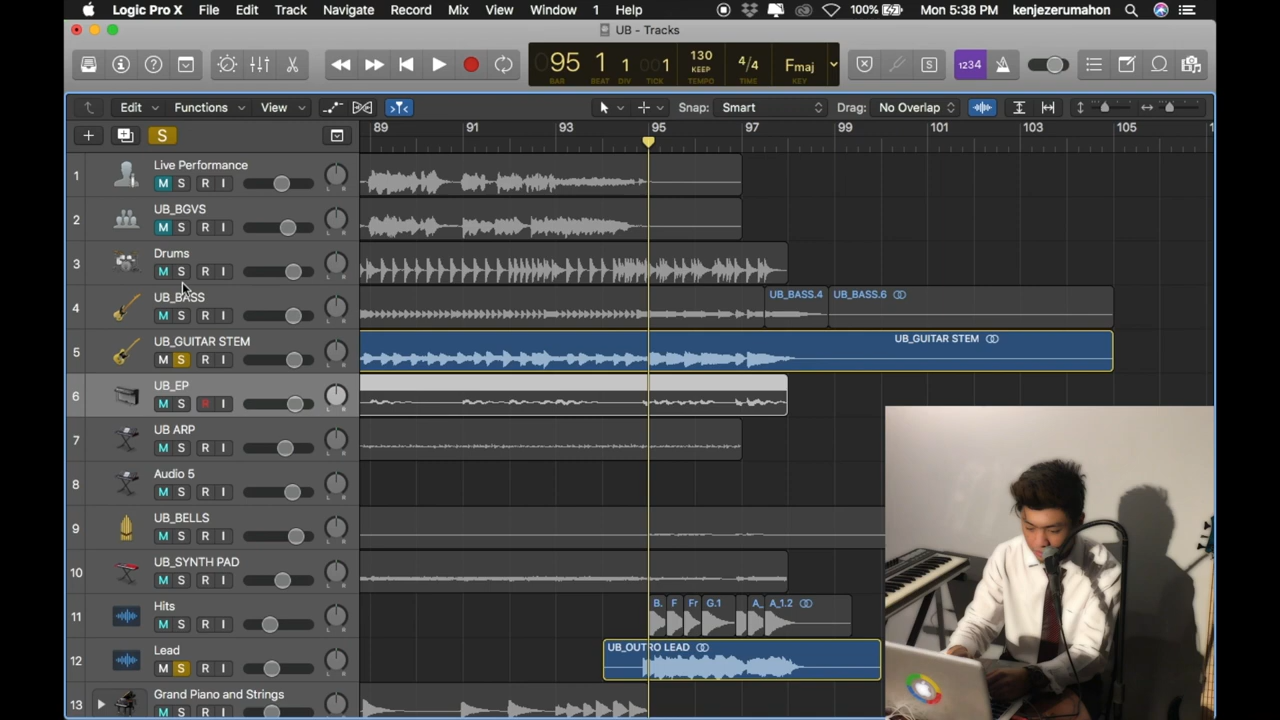 Logic Pro X File Edit Track Navigate Record Mix View Window 1 Help 100% Mon 5:38 PM kenjezerumahon
UB - Tracks
95 1 1 001 130 KEEP 4/4 Fmaj 1234
BAR BEAT DIV TICK TEMPO TIME KEY
Edit Functions View Snap: Smart Drag: No Overlap
S 89 91 93 95 97 99 101 103 105
1 Live Performance
M S R I
2 UB_BGVS
M S R I
3 Drums
M S R I
4 UB_BASS UB_BASS.4 UB_BASS.6
M S R I
5 UB_GUITAR STEM UB_GUITAR STEM
M S R I
6 UB_EP
M S R I
7 UB ARP
M S R I
8 Audio 5
M S R I
9 UB_BELLS
M S R I
10 UB_SYNTH PAD
M S R I
11 Hits B. F Fr G.1 A_ A_1.2
M S R I
12 Lead UB_OUTRO LEAD
M S R I
13 Grand Piano and Strings
M S R I